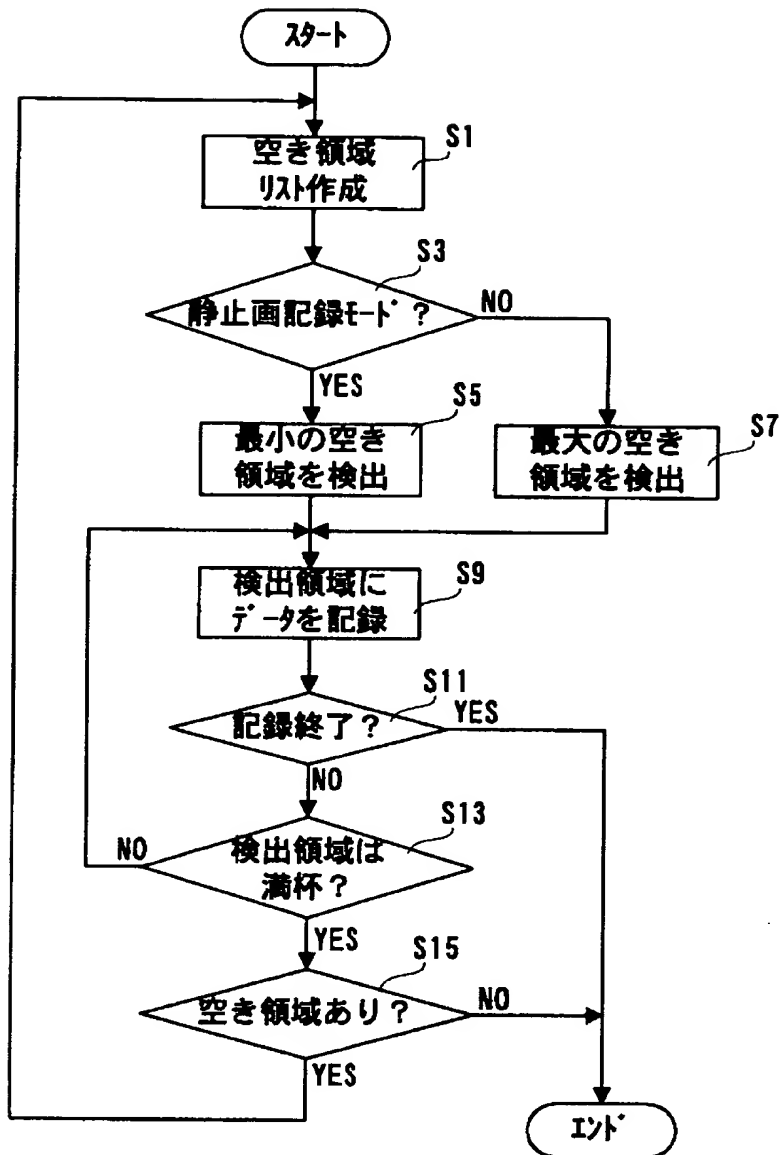 スタート
S1
空き領域
リスト作成
S3
静止画記録モード？
NO
YES
S5
最小の空き
領域を検出
S7
最大の空き
領域を検出
S9
検出領域に
データを記録
S11
記録終了？
YES
NO
S13
検出領域は
満杯？
NO
YES
S15
空き領域あり？
NO
YES
エンド